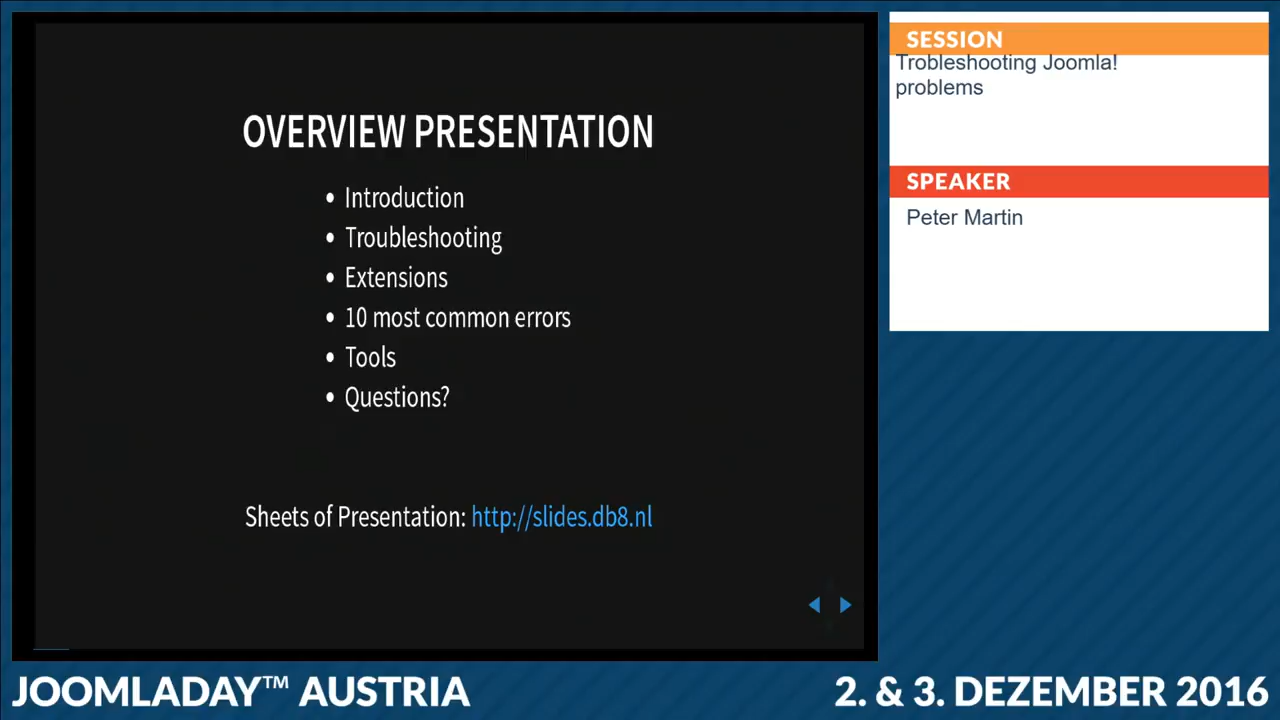 OVERVIEW PRESENTATION
• Introduction
• Troubleshooting
• Extensions
• 10 most common errors
• Tools
• Questions?
Sheets of Presentation: http://slides.db8.nl
SESSION
Trobleshooting Joomla!
problems
SPEAKER
Peter Martin
JOOMLADAY™ AUSTRIA
2. & 3. DEZEMBER 2016